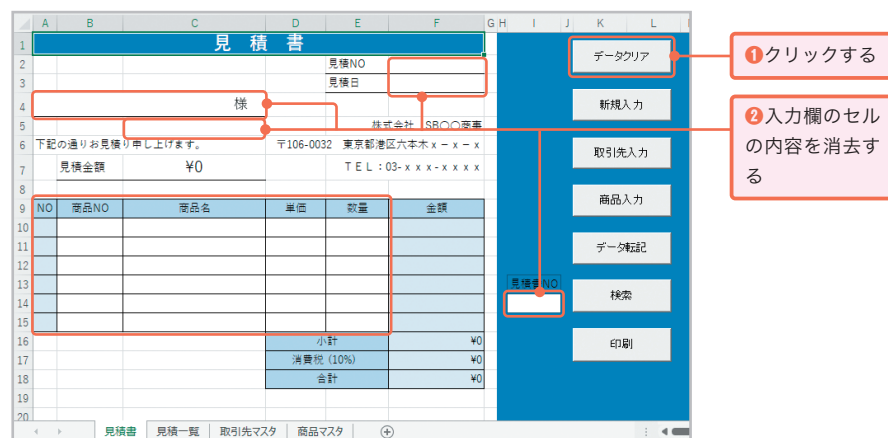 A B C D E F G H I J K L
1 見 積 書
2 見積NO
3 見積日
データクリア
❶クリックする
4 様
新規入力
❷入力欄のセルの内容を消去する
5 株式会社 SB〇〇商事
6 下記の通りお見積り申し上げます。 〒106-0032 東京都港区六本木x－x－x
取引先入力
7 見積金額 ¥0 TEL：03-xxx-xxxx
8
商品入力
9 NO 商品NO 商品名 単価 数量 金額
10
11
データ転記
12
13 見積書NO
14
検索
15
16 小計 ¥0
印刷
17 消費税 (10%) ¥0
18 合計 ¥0
19
20
見積書 見積一覧 取引先マスタ 商品マスタ